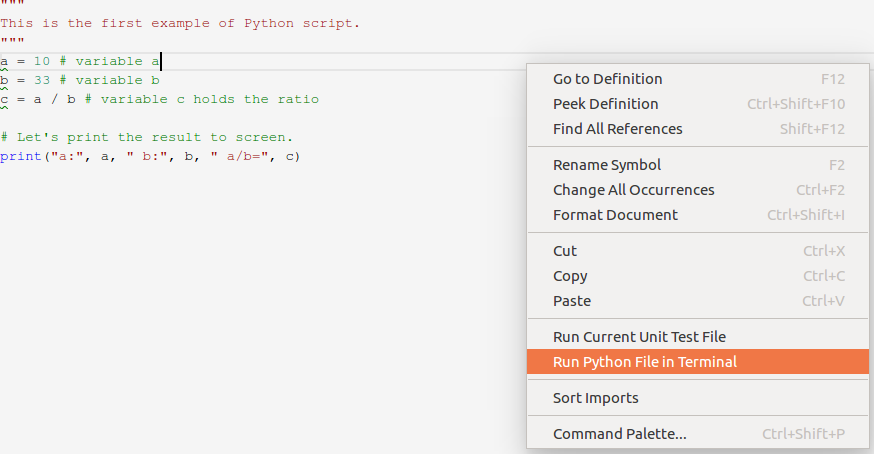 """
This is the first example of Python script.
"""
a = 10 # variable a
b = 33 # variable b
c = a / b # variable c holds the ratio
# Let's print the result to screen.
print("a:", a, " b:", b, " a/b=", c)
Go to Definition F12
Peek Definition Ctrl+Shift+F10
Find All References Shift+F12
Rename Symbol F2
Change All Occurrences Ctrl+F2
Format Document Ctrl+Shift+I
Cut Ctrl+X
Copy Ctrl+C
Paste Ctrl+V
Run Current Unit Test File
Run Python File in Terminal
Sort Imports
Command Palette... Ctrl+Shift+P